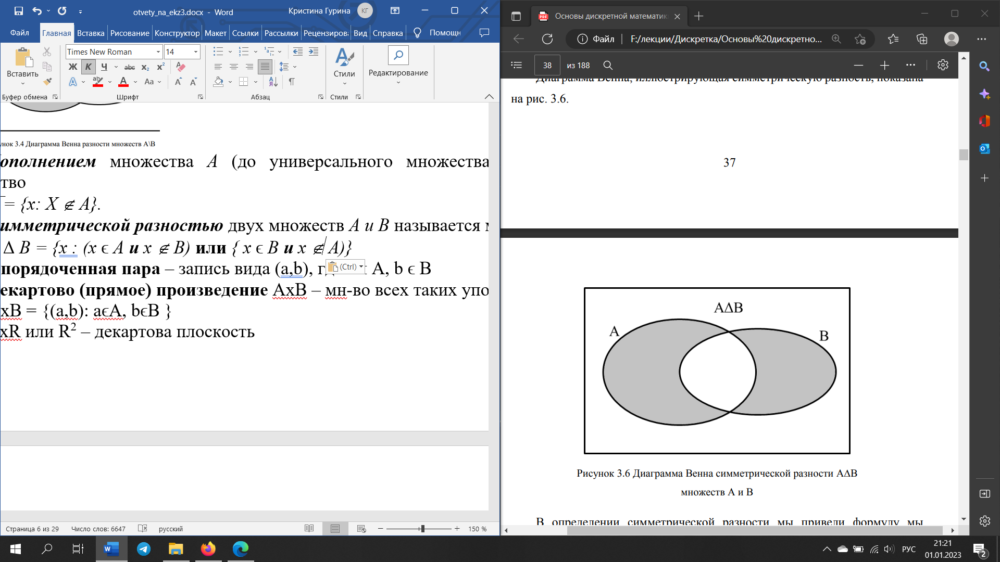 otvety_na_ekz3.docx - Word
Кристина Гурина
КГ
Файл Главная Вставка Рисование Конструктор Макет Ссылки Рассылки Рецензирова Вид Справка Помощн
Вставить
Times New Roman 14
Ж К Ч abc x₂ x²
Aa
Стили
Редактирование
Буфер обмена Шрифт Абзац Стили
унок 3.4 Диаграмма Венна разности множеств А\В
ополнением множества A (до универсального множества
тво
= {x: X ∉ A}.
имметрической разностью двух множеств A и B называется м
Δ B = {x : (x ϵ A и x ∉ B) или { x ϵ B и x ∉ A)}
порядоченная пара – запись вида (a,b), г A, b ϵ B
(Ctrl)
екартово (прямое) произведение AxB – мн-во всех таких упо
xB = {(a,b): aϵA, bϵB }
xR или R² – декартова плоскость
Страница 6 из 29 Число слов: 6647 русский 150 %
Основы дискретной математик
Файл F:/лекции/Дискретка/Основы%20дискретно...
38 из 188
Диаграмма Венна, иллюстрирующая симметрическую разность, показана
на рис. 3.6.
37
АΔВ
А
В
Рисунок 3.6 Диаграмма Венна симметрической разности АΔВ
множеств А и В
В определении симметрической разности мы привели формулу мы
РУС
21:21
01.01.2023
2